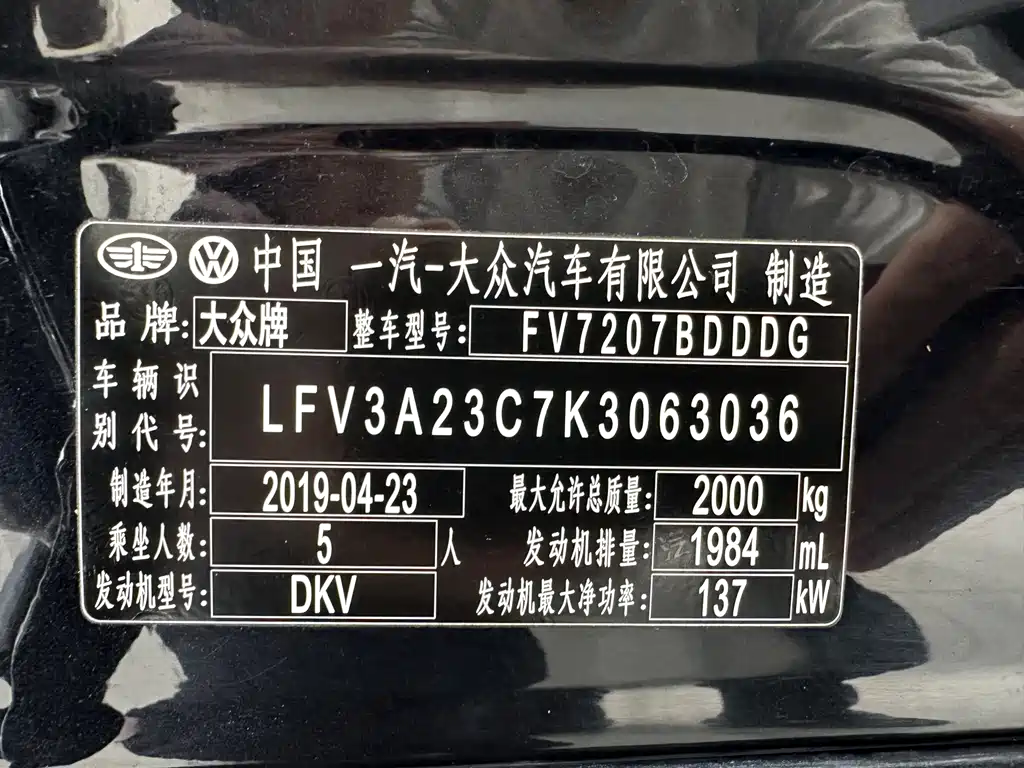 中国 一汽-大众汽车有限公司 制造
品牌: 大众牌 整车型号: FV7207BDDDG
车辆识别代号: LFV3A23C7K3063036
制造年月: 2019-04-23 最大允许总质量: 2000 kg
乘坐人数: 5 人 发动机排量: 1984 mL
发动机型号: DKV 发动机最大净功率: 137 kW